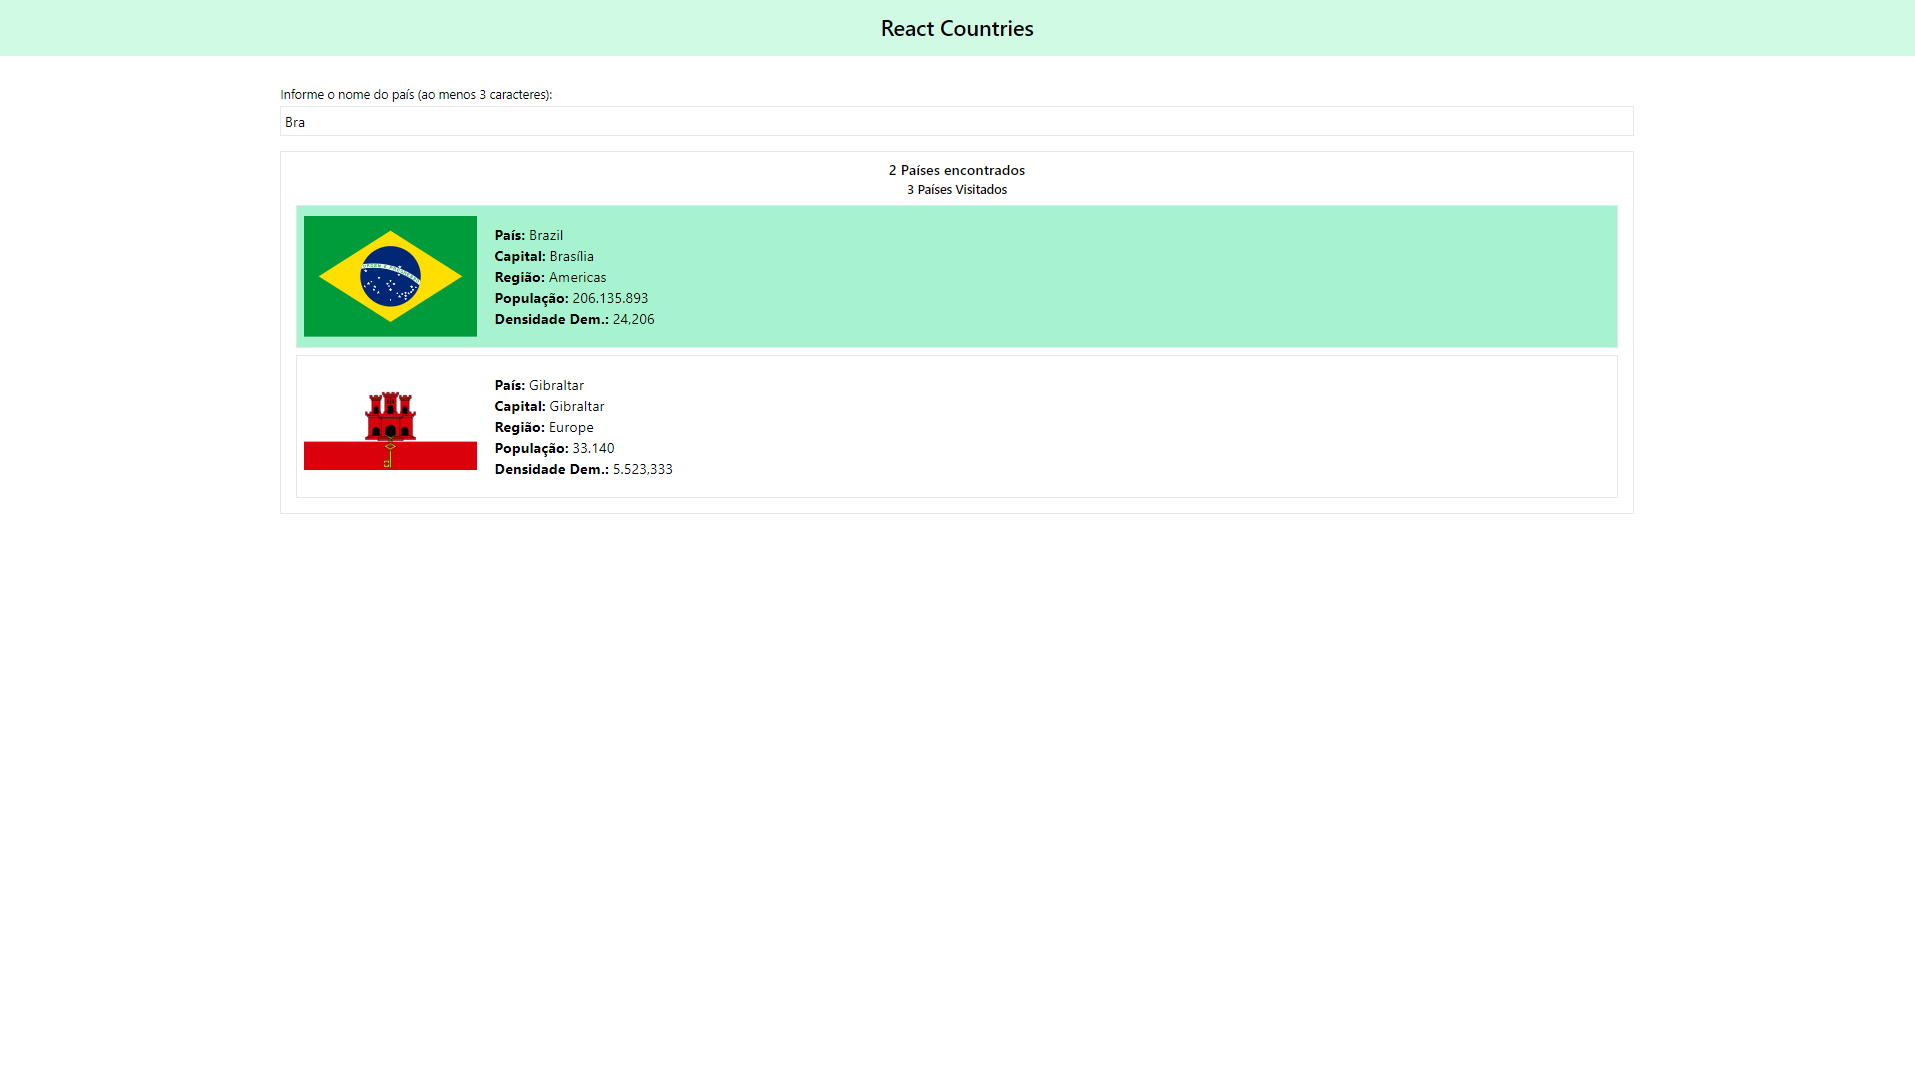 React Countries
Informe o nome do país (ao menos 3 caracteres):
Bra
2 Países encontrados
3 Países Visitados
País: Brazil
Capital: Brasília
Região: Americas
População: 206.135.893
Densidade Dem.: 24,206
País: Gibraltar
Capital: Gibraltar
Região: Europe
População: 33.140
Densidade Dem.: 5.523,333